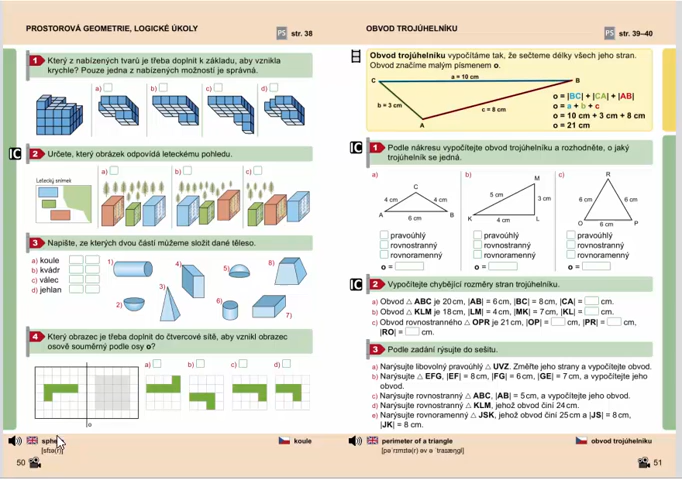 PROSTOROVÁ GEOMETRIE, LOGICKÉ ÚKOLY
PS str. 38
1 Který z nabízených tvarů je třeba doplnit k základu, aby vznikla
krychle? Pouze jedna z nabízených možností je správná.
a) b) c) d)
2 Určete, který obrázek odpovídá leteckému pohledu.
Letecký snímek
a) b) c)
3 Napište, ze kterých dvou částí můžeme složit dané těleso.
a) koule
b) kvádr
c) válec
d) jehlan
1) 2) 3) 4) 5) 6) 7) 8)
4 Který obrazec je třeba doplnit do čtvercové sítě, aby vznikl obrazec
osově souměrný podle osy o?
a) b) c) d)
o
sphe
[sfɪə(r)]
koule
50
OBVOD TROJÚHELNÍKU
PS str. 39–40
Obvod trojúhelníku vypočítáme tak, že sečteme délky všech jeho stran.
Obvod značíme malým písmenem o.
C a = 10 cm B
b = 3 cm
c = 8 cm
A
o = |BC| + |CA| + |AB|
o = a + b + c
o = 10 cm + 3 cm + 8 cm
o = 21 cm
1 Podle nákresu vypočítejte obvod trojúhelníku a rozhodněte, o jaký
trojúhelník se jedná.
a) C 4 cm 4 cm A B 6 cm
b) M 5 cm 3 cm K 4 cm L
c) R 6 cm 6 cm O 6 cm P
pravoúhlý pravoúhlý pravoúhlý
rovnostranný rovnostranný rovnostranný
rovnoramenný rovnoramenný rovnoramenný
o = o = o =
2 Vypočítejte chybějící rozměry stran trojúhelníku.
a) Obvod △ ABC je 20 cm, |AB| = 6 cm, |BC| = 8 cm, |CA| = cm.
b) Obvod △ KLM je 18 cm, |LM| = 4 cm, |MK| = 7 cm, |KL| = cm.
c) Obvod rovnostranného △ OPR je 21 cm, |OP| = cm, |PR| = cm,
|RO| = cm.
3 Podle zadání rýsujte do sešitu.
a) Narýsujte libovolný pravoúhlý △ UVZ. Změřte jeho strany a vypočítejte obvod.
b) Narýsujte △ EFG, |EF| = 8 cm, |FG| = 6 cm, |GE| = 7 cm, a vypočítejte jeho
obvod.
c) Narýsujte rovnostranný △ ABC, |AB| = 5 cm, a vypočítejte jeho obvod.
d) Narýsujte rovnostranný △ KLM, jehož obvod činí 24 cm.
e) Narýsujte rovnoramenný △ JSK, jehož obvod činí 25 cm a |JS| = 8 cm,
|JK| = 8 cm.
perimeter of a triangle
[pəˈrɪmɪtə(r) əv ə ˈtraɪæŋgl]
obvod trojúhelníku
51